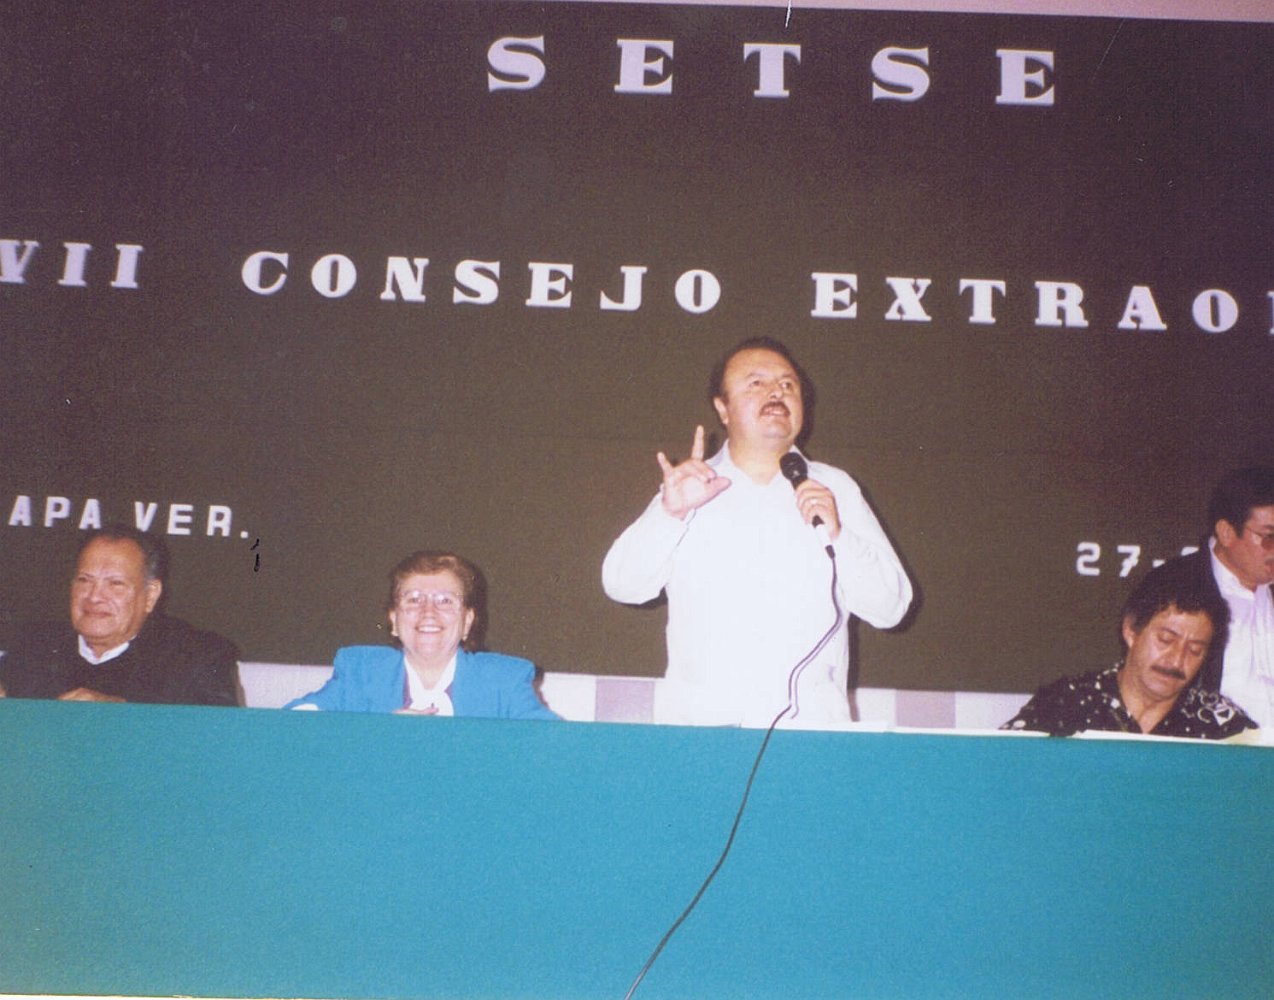 SETSE
VII CONSEJO EXTRAO
APA VER.
27-